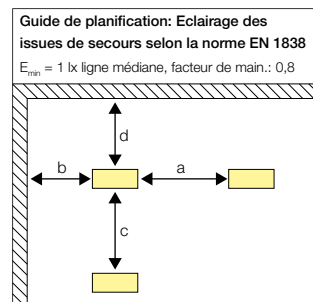 Guide de planification: Eclairage des
issues de secours selon la norme EN 1838
Emin = 1 lx ligne médiane, facteur de main.: 0,8
d
b
a
c